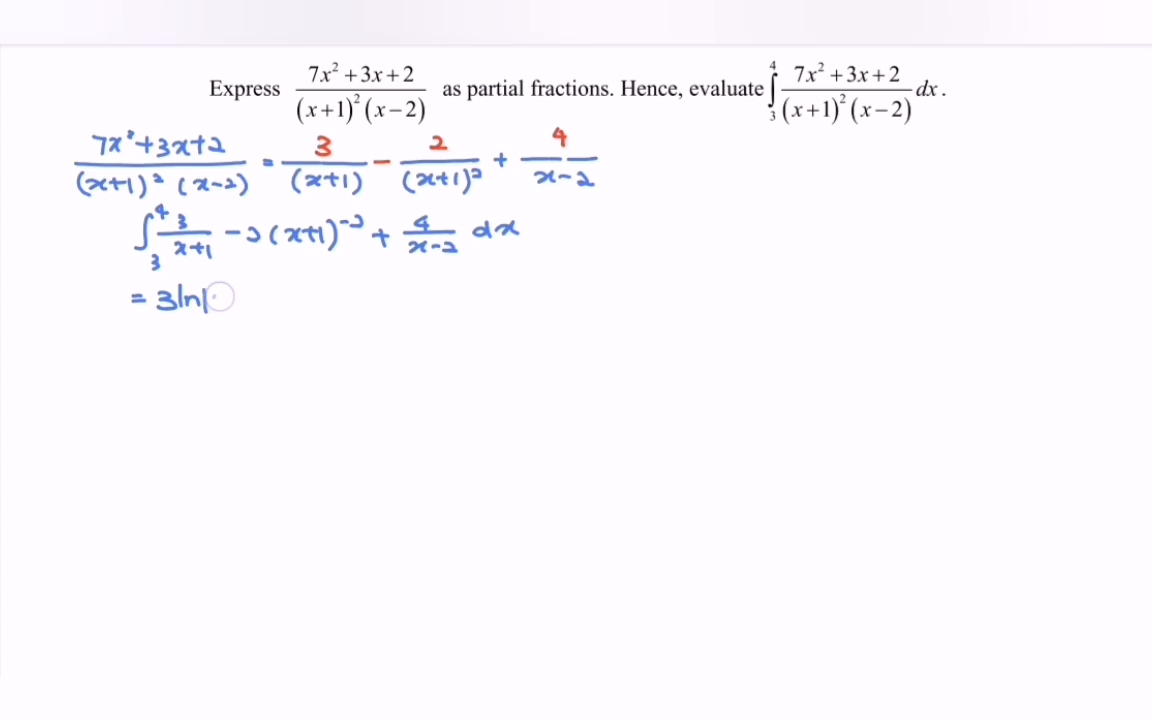 Express (7x² + 3x + 2)/((x+1)²(x−2)) as partial fractions. Hence, evaluate ∫₃⁴ (7x² + 3x + 2)/((x+1)²(x−2)) dx.
(7x²+3x+2)/((x+1)²(x−2)) = 3/(x+1) − 2/(x+1)² + 4/(x−2)
∫₃⁴ 3/(x+1) − 2(x+1)⁻² + 4/(x−2) dx
= 3ln|